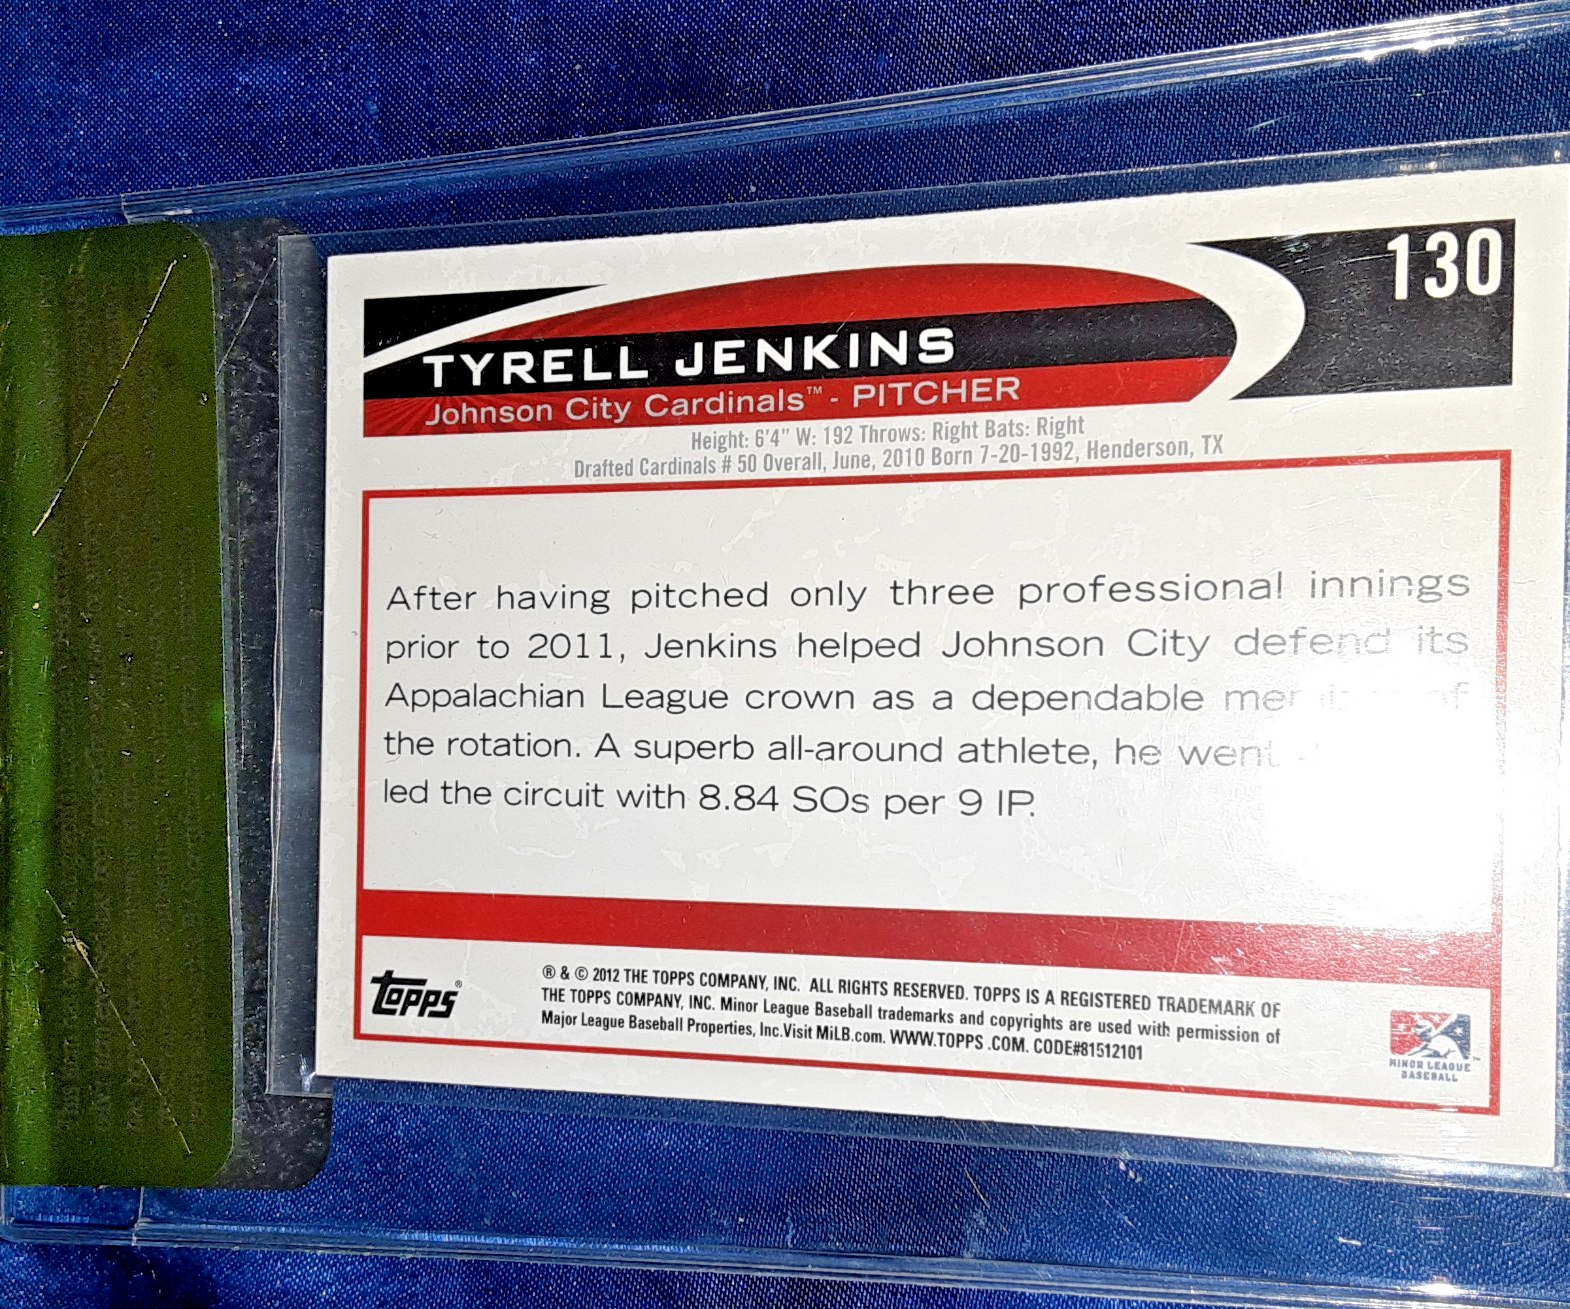 130
TYRELL JENKINS
Johnson City Cardinals™ - PITCHER
Height: 6'4" W: 192 Throws: Right Bats: Right
Drafted Cardinals # 50 Overall, June, 2010 Born 7-20-1992, Henderson, TX
After having pitched only three professional innings
prior to 2011, Jenkins helped Johnson City defend its
Appalachian League crown as a dependable of
the rotation. A superb all-around athlete, he went
led the circuit with 8.84 SOs per 9 IP.
topps®
® & © 2012 THE TOPPS COMPANY, INC. ALL RIGHTS RESERVED. TOPPS IS A REGISTERED TRADEMARK OF
THE TOPPS COMPANY, INC. Minor League Baseball trademarks and copyrights are used with permission of
Major League Baseball Properties, Inc.Visit MiLB.com. WWW.TOPPS .COM. CODE#81512101
MINOR LEAGUE
BASEBALL